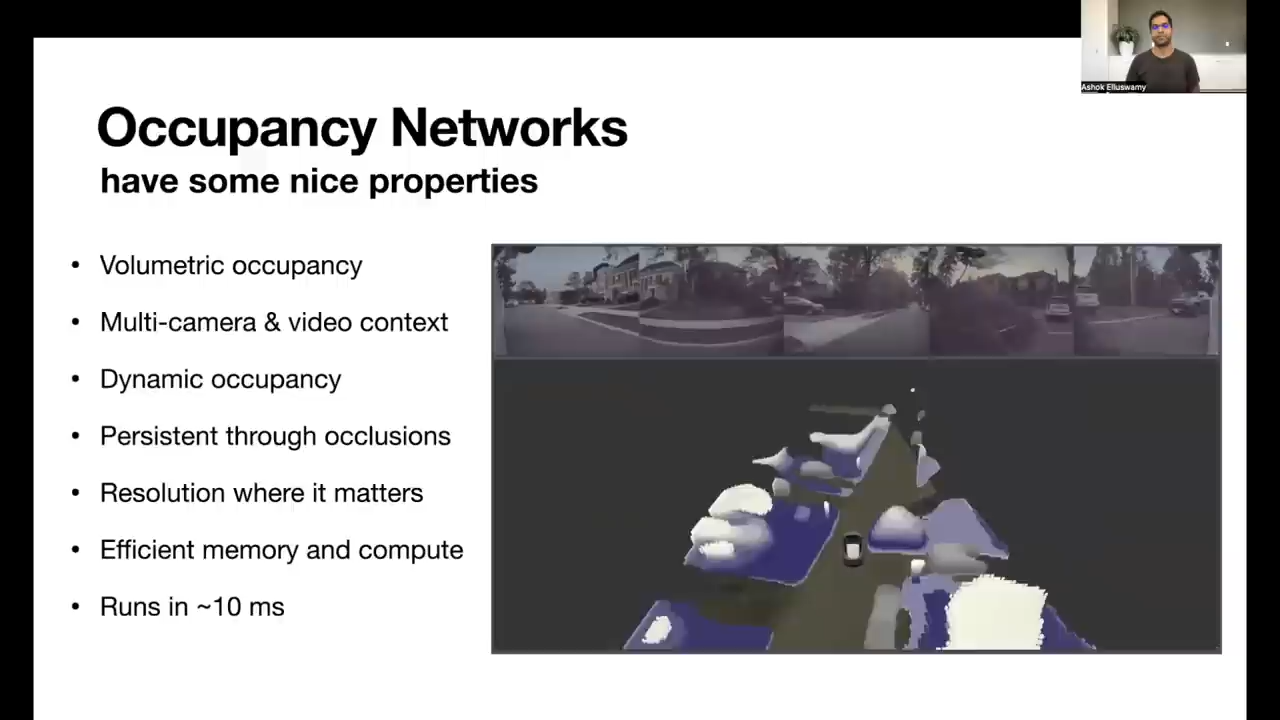 Ashok Elluswamy
Occupancy Networks
have some nice properties
• Volumetric occupancy
• Multi-camera & video context
• Dynamic occupancy
• Persistent through occlusions
• Resolution where it matters
• Efficient memory and compute
• Runs in ~10 ms